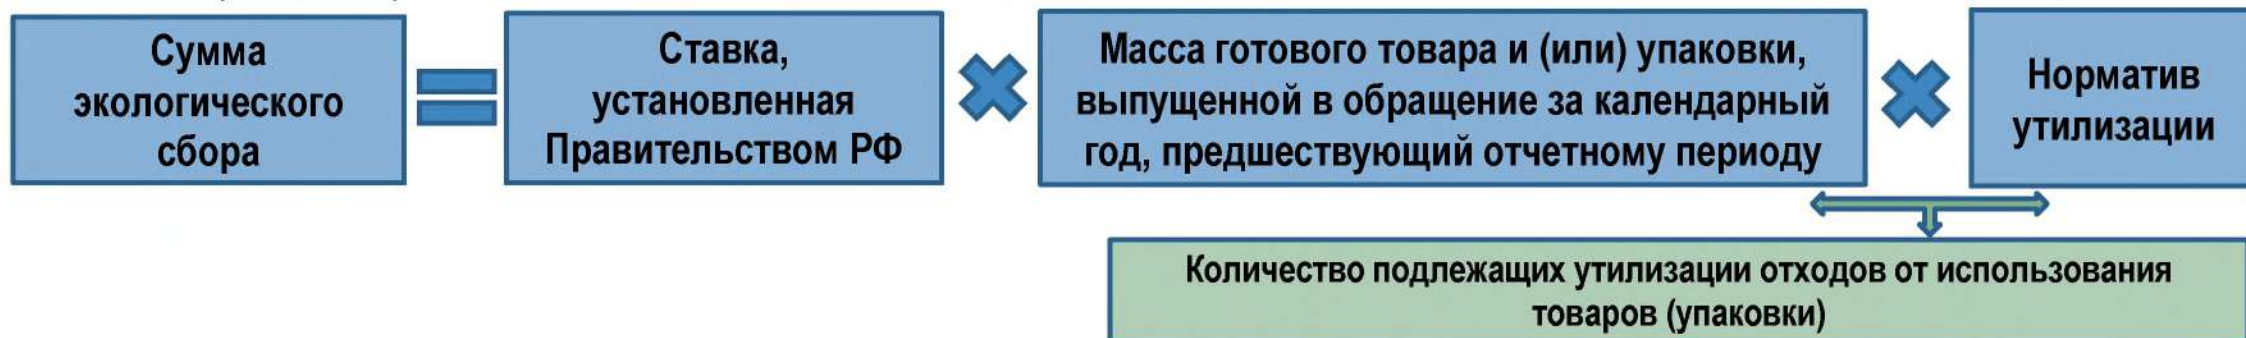 Сумма
экологического
сбора
Ставка,
установленная
Правительством РФ
Масса готового товара и (или) упаковки,
выпущенной в обращение за календарный
год, предшествующий отчетному периоду
Норматив
утилизации
Количество подлежащих утилизации отходов от использования
товаров (упаковки)